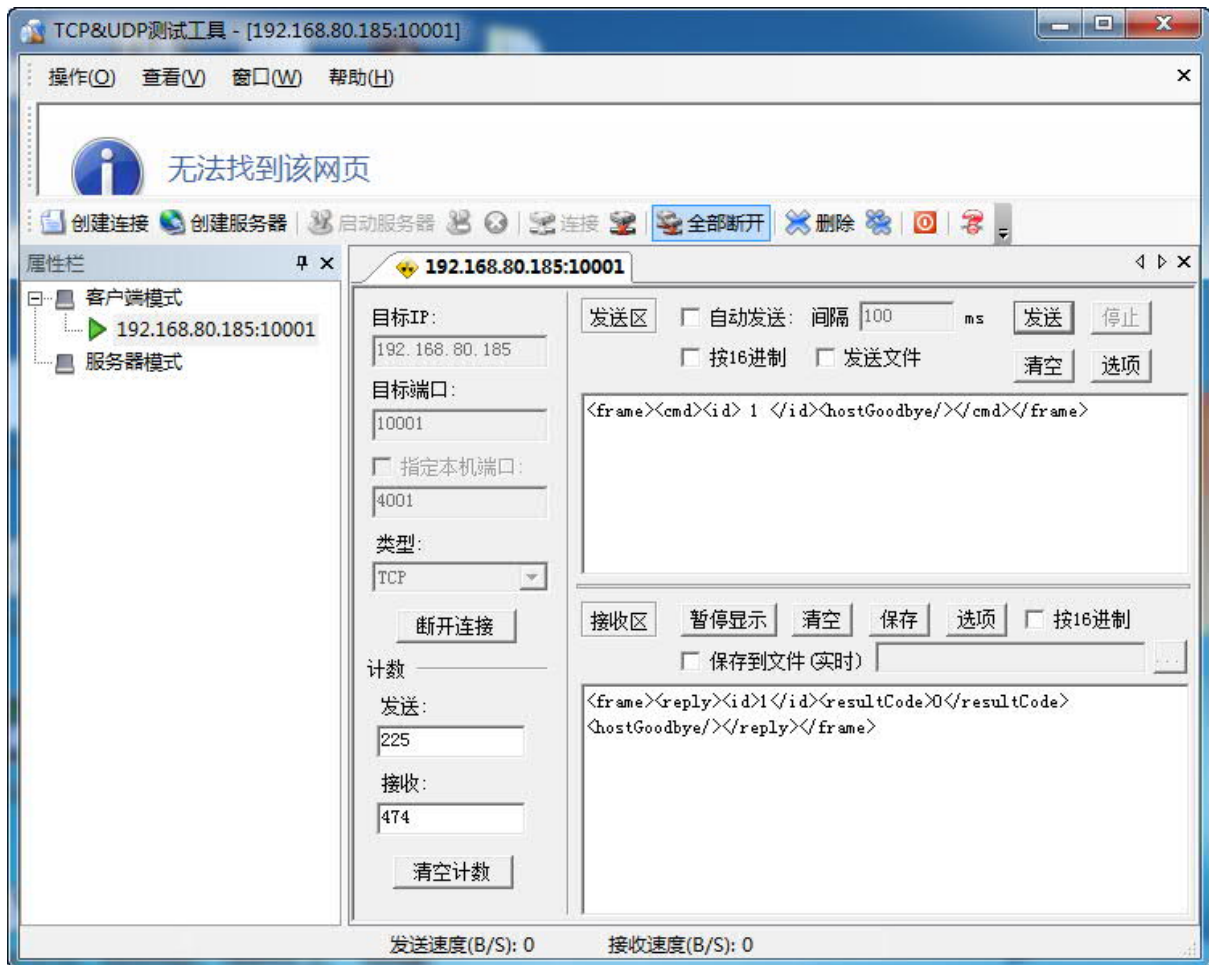 TCP&UDP测试工具 - [192.168.80.185:10001]
操作(O) 查看(V) 窗口(W) 帮助(H)
无法找到该网页
创建连接 创建服务器 启动服务器 连接 全部断开 删除
属性栏
客户端模式
192.168.80.185:10001
服务器模式
192.168.80.185:10001
目标IP:
192.168.80.185
目标端口:
10001
指定本机端口:
4001
类型:
TCP
断开连接
计数
发送:
225
接收:
474
清空计数
发送区 自动发送: 间隔 100 ms 发送 停止
按16进制 发送文件 清空 选项
<frame><cmd><id> 1 </id><hostGoodbye/></cmd></frame>
接收区 暂停显示 清空 保存 选项 按16进制
保存到文件(实时) ...
<frame><reply><id>1</id><resultCode>0</resultCode>
<hostGoodbye/></reply></frame>
发送速度(B/S): 0 接收速度(B/S): 0